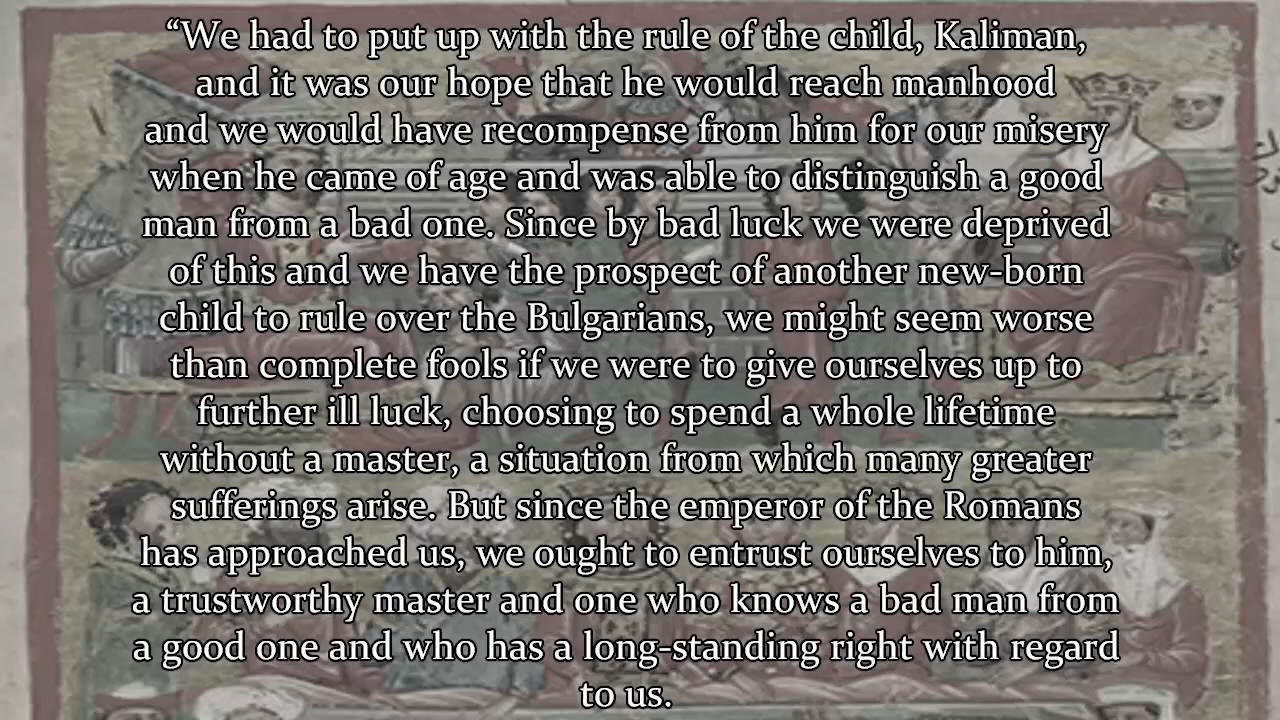 “We had to put up with the rule of the child, Kaliman,
and it was our hope that he would reach manhood
and we would have recompense from him for our misery
when he came of age and was able to distinguish a good
man from a bad one. Since by bad luck we were deprived
of this and we have the prospect of another new-born
child to rule over the Bulgarians, we might seem worse
than complete fools if we were to give ourselves up to
further ill luck, choosing to spend a whole lifetime
without a master, a situation from which many greater
sufferings arise. But since the emperor of the Romans
has approached us, we ought to entrust ourselves to him,
a trustworthy master and one who knows a bad man from
a good one and who has a long-standing right with regard
to us.